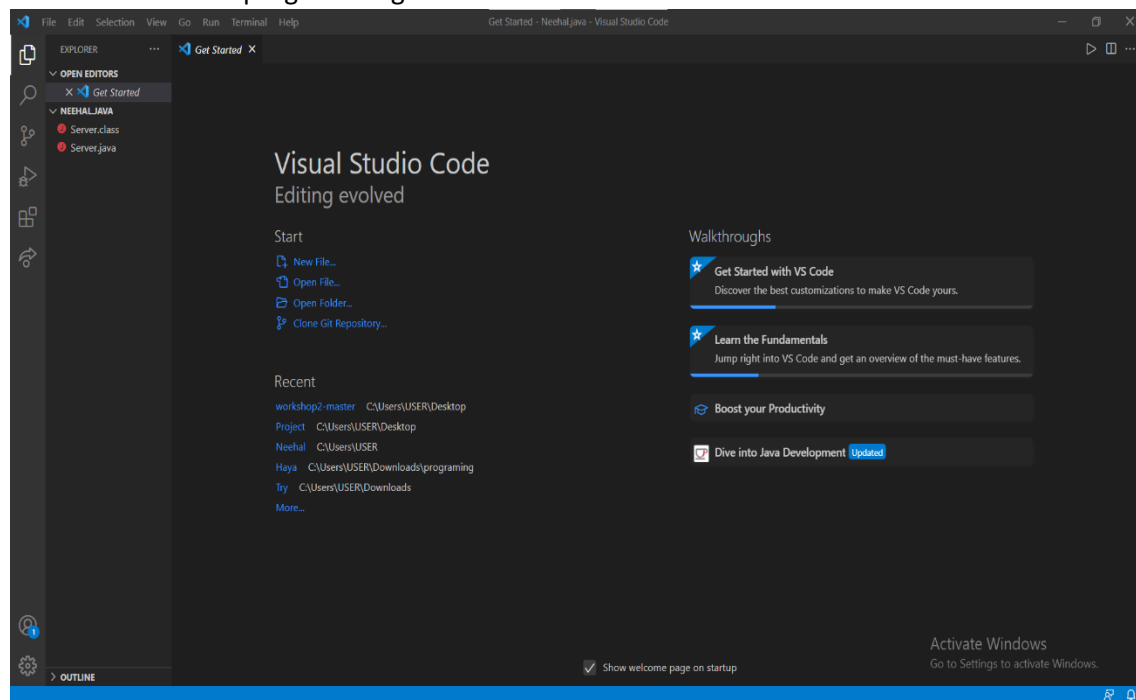 File Edit Selection View Go Run Terminal Help
Get Started - Neehal.java - Visual Studio Code
EXPLORER
Get Started
OPEN EDITORS
Get Started
NEEHAL.JAVA
Server.class
Server.java
Visual Studio Code
Editing evolved
Start
New File...
Open File...
Open Folder...
Clone Git Repository...
Recent
workshop2-master C:\Users\USER\Desktop
Project C:\Users\USER\Desktop
Neehal C:\Users\USER
Haya C:\Users\USER\Downloads\programing
Try C:\Users\USER\Downloads
More...
Walkthroughs
Get Started with VS Code
Discover the best customizations to make VS Code yours.
Learn the Fundamentals
Jump right into VS Code and get an overview of the must-have features.
Boost your Productivity
Dive into Java Development Updated
1
Activate Windows
Go to Settings to activate Windows.
Show welcome page on startup
OUTLINE